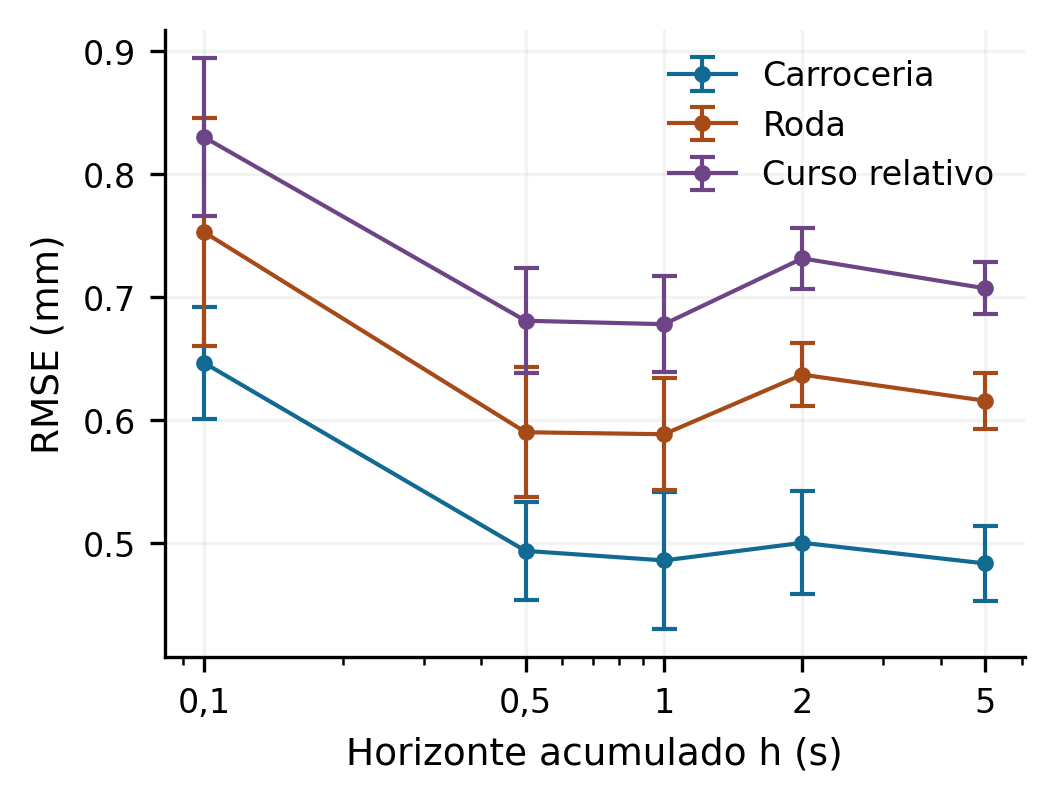 0.9
0.8
0.7
0.6
0.5
RMSE (mm)
Carroceria
Roda
Curso relativo
0,1
0,5
1
2
5
Horizonte acumulado h (s)